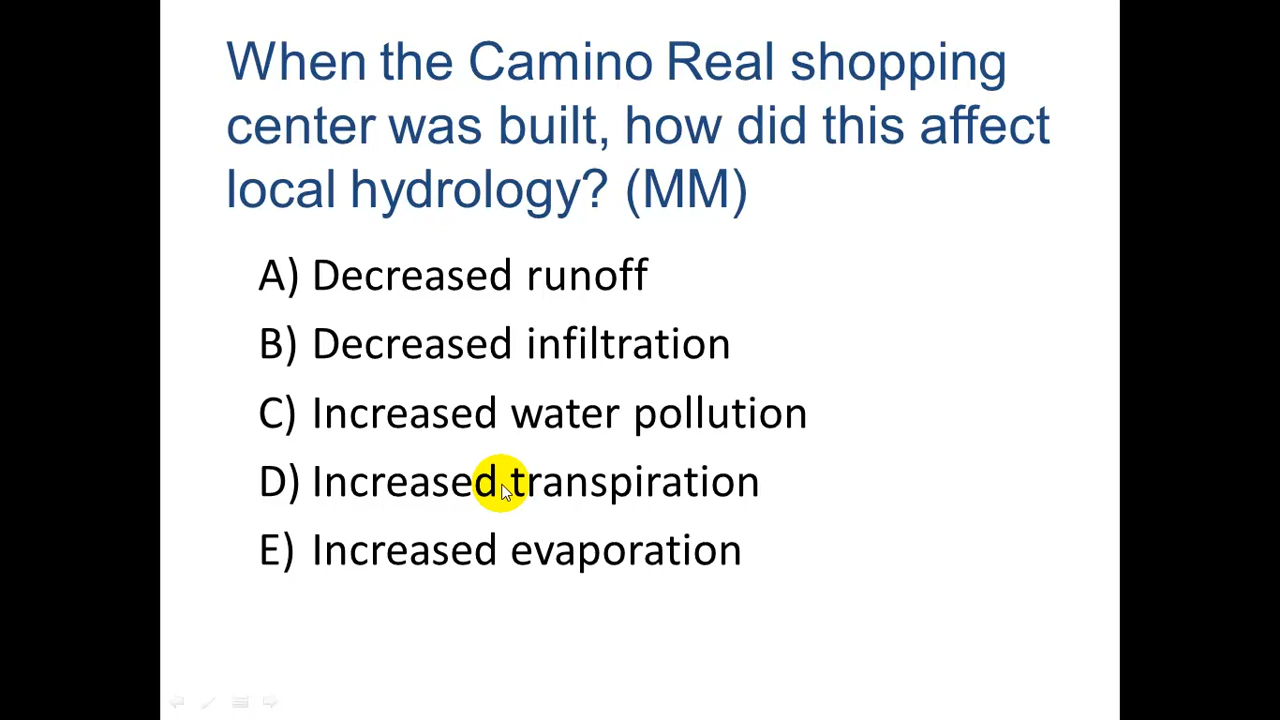 When the Camino Real shopping
center was built, how did this affect
local hydrology? (MM)
A) Decreased runoff
B) Decreased infiltration
C) Increased water pollution
D) Increased transpiration
E) Increased evaporation